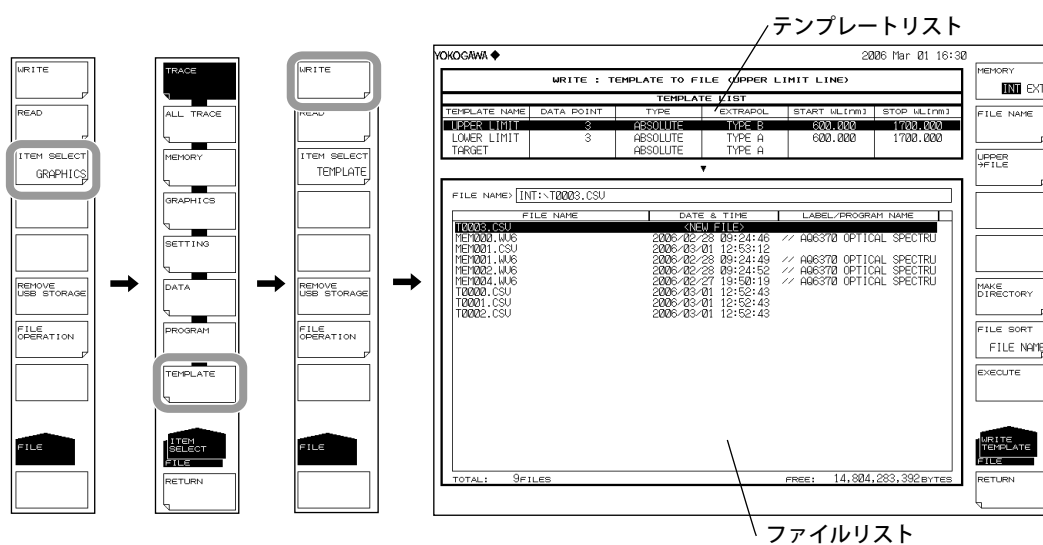 テンプレートリスト
WRITE
READ
ITEM SELECT
GRAPHICS
REMOVE
USB STORAGE
FILE
OPERATION
FILE
TRACE
ALL TRACE
MEMORY
GRAPHICS
SETTING
DATA
PROGRAM
TEMPLATE
ITEM
SELECT
FILE
RETURN
WRITE
READ
ITEM SELECT
TEMPLATE
REMOVE
USB STORAGE
FILE
OPERATION
FILE
YOKOGAWA ◆ 2006 Mar 01 16:30
WRITE : TEMPLATE TO FILE (UPPER LIMIT LINE)
TEMPLATE LIST
TEMPLATE NAME DATA POINT TYPE EXTRAPOL START WL[nm] STOP WL[nm]
UPPER LIMIT 3 ABSOLUTE TYPE B 600.000 1700.000
LOWER LIMIT 3 ABSOLUTE TYPE A 600.000 1700.000
TARGET ABSOLUTE TYPE A
▼
FILE NAME> INT:\T0003.CSV
FILE NAME DATE & TIME LABEL/PROGRAM NAME
T0003.CSV <NEW FILE>
MEM000.WV6 2006/02/28 09:24:46 // AQ6370 OPTICAL SPECTRU
MEM001.CSV 2006/03/01 12:53:12
MEM001.WV6 2006/02/28 09:24:49 // AQ6370 OPTICAL SPECTRU
MEM002.WV6 2006/02/28 09:24:52 // AQ6370 OPTICAL SPECTRU
MEM004.WV6 2006/02/27 19:50:19 // AQ6370 OPTICAL SPECTRU
T0000.CSV 2006/03/01 12:52:43
T0001.CSV 2006/03/01 12:52:43
T0002.CSV 2006/03/01 12:52:43
TOTAL: 9FILES FREE: 14,804,283,392BYTES
MEMORY
INT EXT
FILE NAME
UPPER
→FILE
MAKE
DIRECTORY
FILE SORT
FILE NAME
EXECUTE
WRITE
TEMPLATE
FILE
RETURN
ファイルリスト